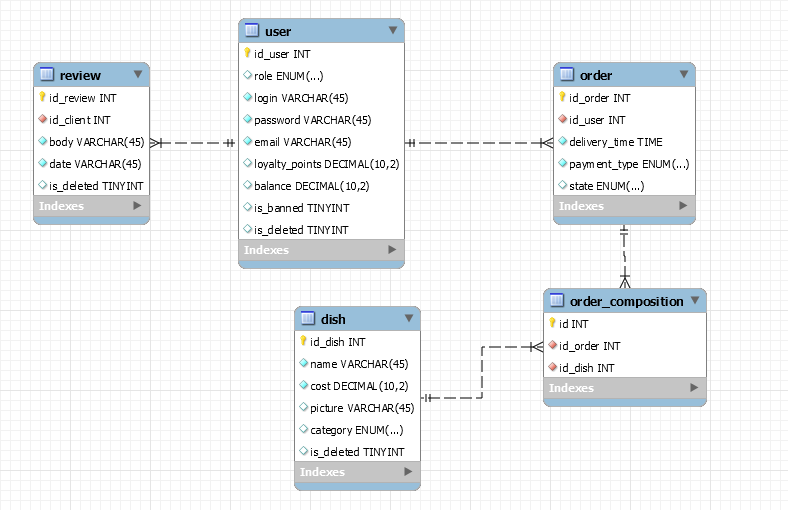 review
id_review INT
id_client INT
body VARCHAR(45)
date VARCHAR(45)
is_deleted TINYINT
Indexes
user
id_user INT
role ENUM(...)
login VARCHAR(45)
password VARCHAR(45)
email VARCHAR(45)
loyalty_points DECIMAL(10,2)
balance DECIMAL(10,2)
is_banned TINYINT
is_deleted TINYINT
Indexes
order
id_order INT
id_user INT
delivery_time TIME
payment_type ENUM(...)
state ENUM(...)
Indexes
dish
id_dish INT
name VARCHAR(45)
cost DECIMAL(10,2)
picture VARCHAR(45)
category ENUM(...)
is_deleted TINYINT
Indexes
order_composition
id INT
id_order INT
id_dish INT
Indexes